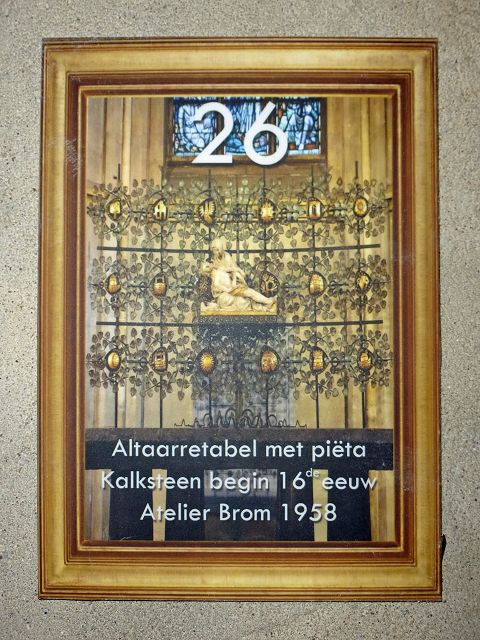 26
Altaarretabel met piëta
Kalksteen begin 16de eeuw
Atelier Brom 1958